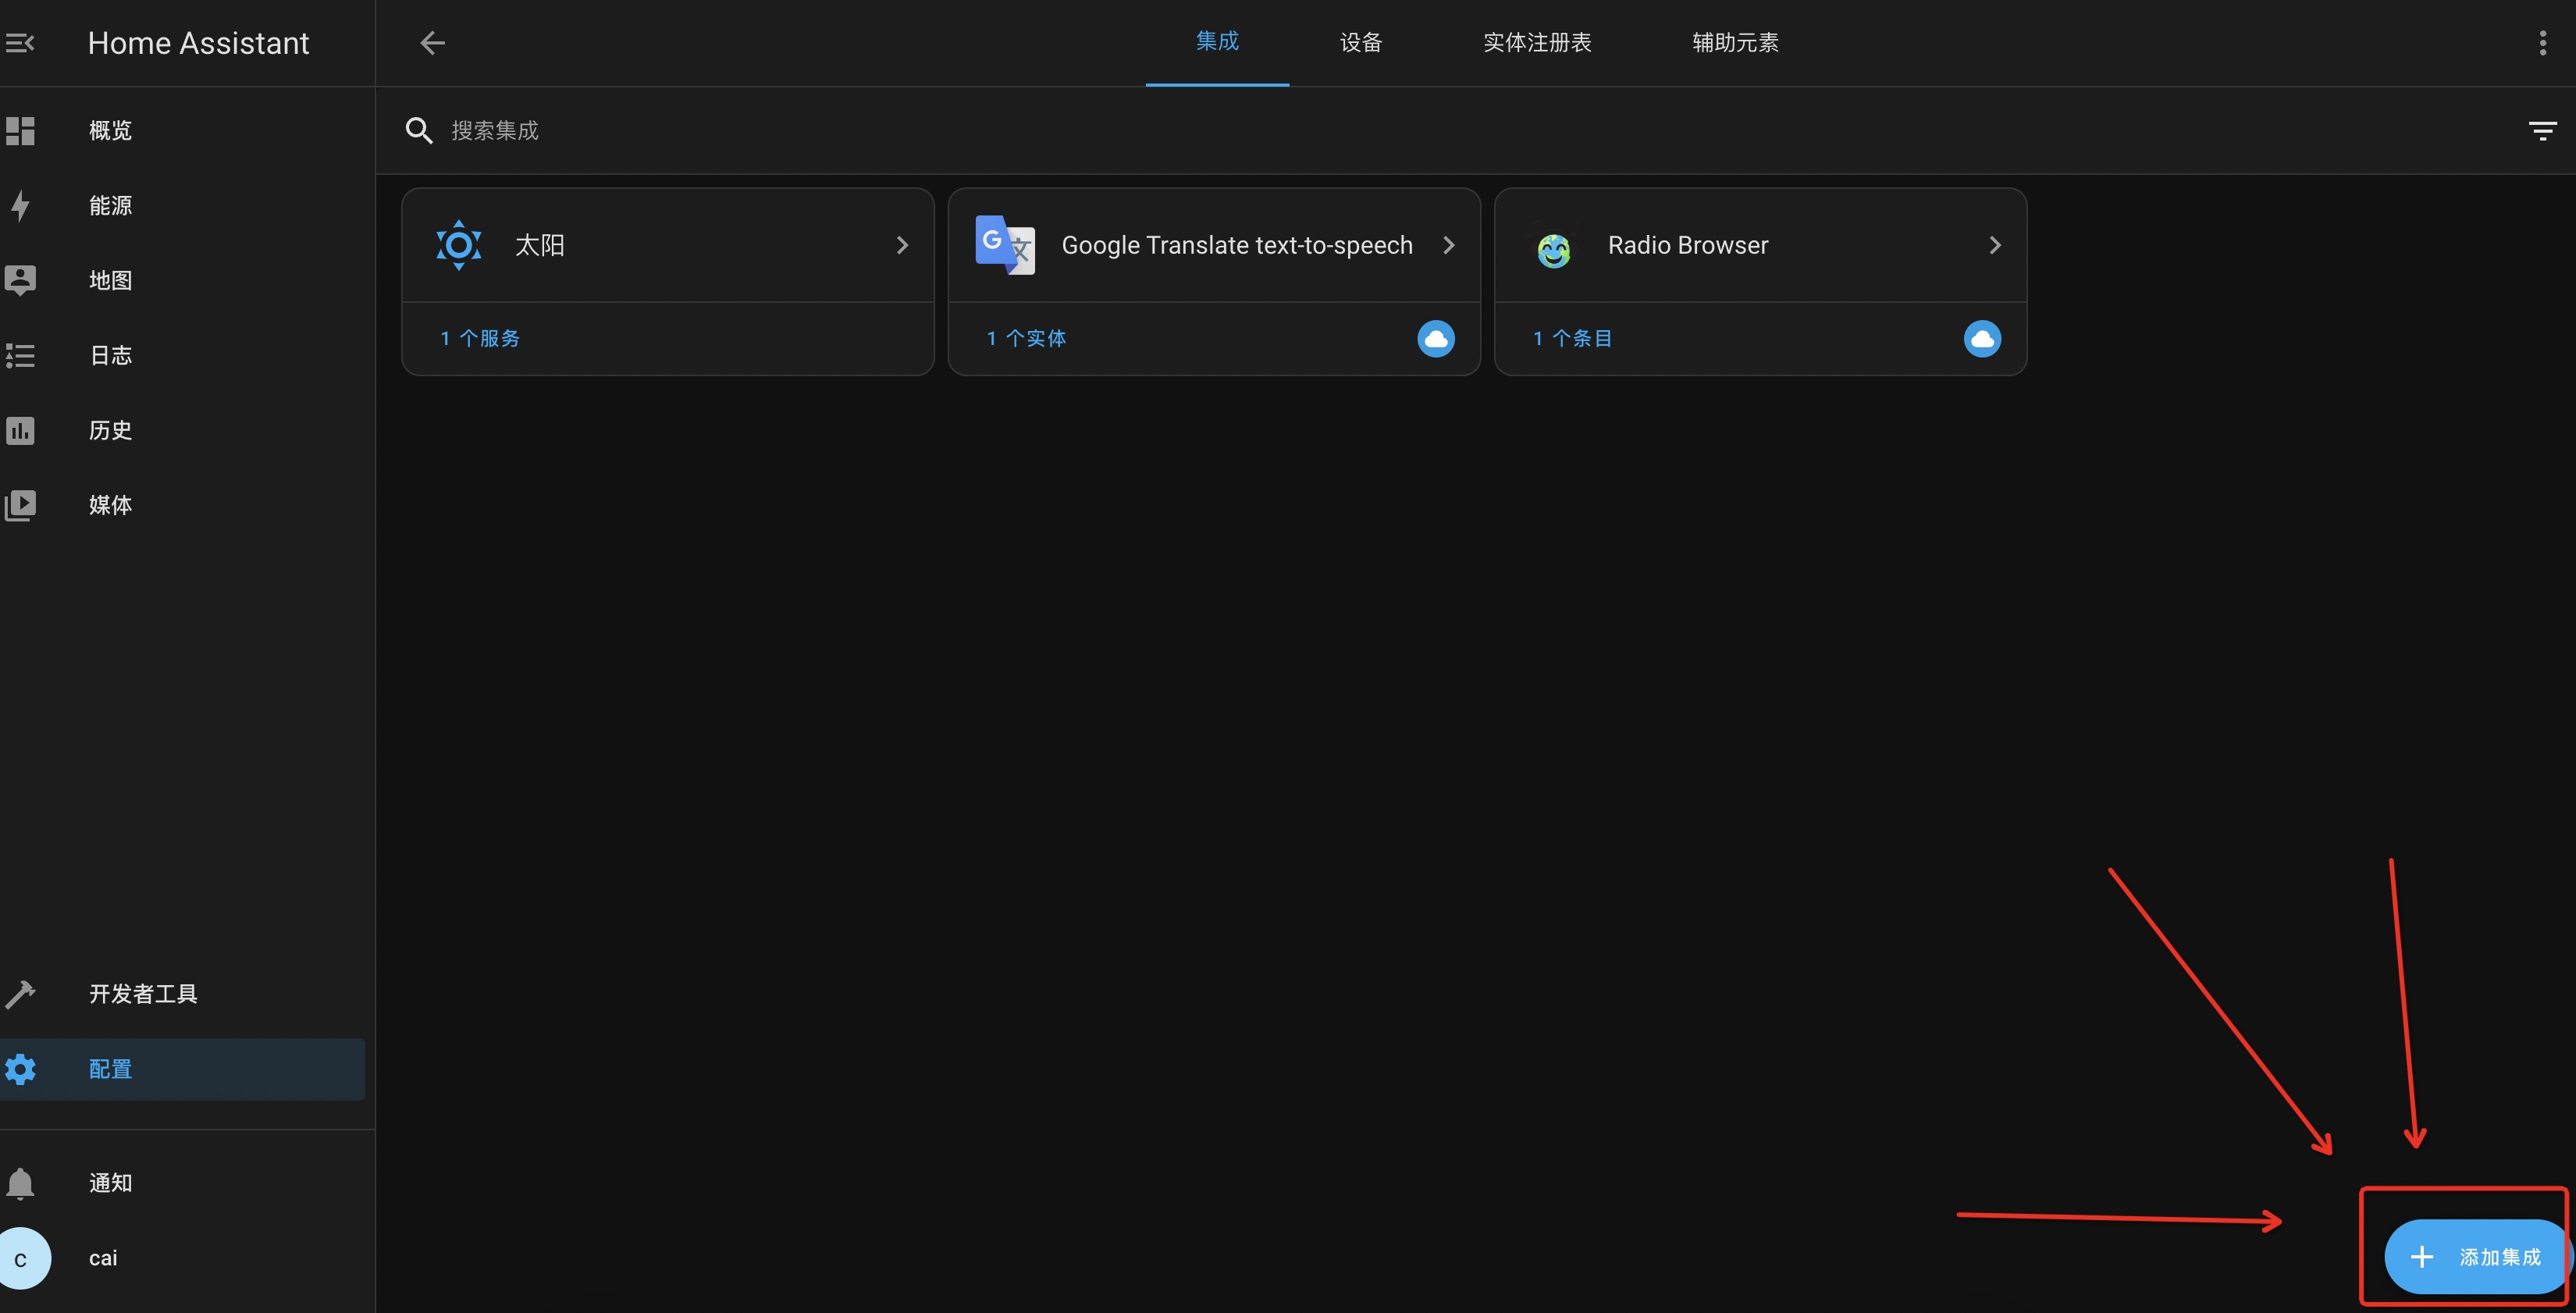 Home Assistant
集成
设备
实体注册表
辅助元素
概览
搜索集成
能源
地图
日志
历史
媒体
太阳
1 个服务
Google Translate text-to-speech
1 个实体
Radio Browser
1 个条目
开发者工具
配置
通知
c
cai
添加集成